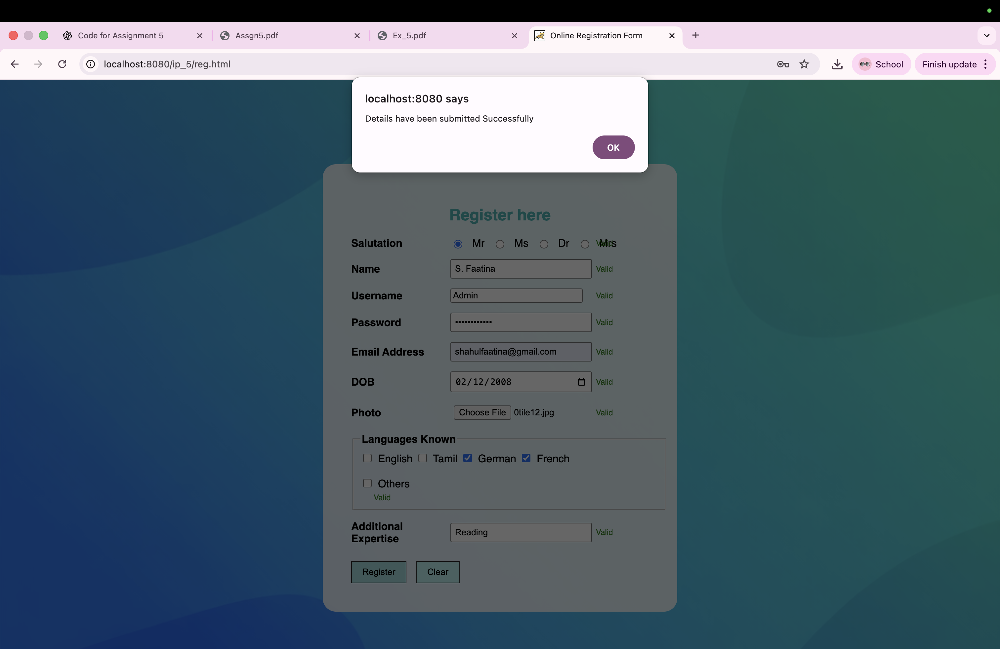 Code for Assignment 5
Assgn5.pdf
Ex_5.pdf
Online Registration Form
localhost:8080/ip_5/reg.html
School
Finish update
localhost:8080 says
Details have been submitted Successfully
OK
Register here
Salutation Mr Ms Dr Mrs Valid
Name S. Faatina Valid
Username Admin Valid
Password •••••••••••• Valid
Email Address shahulfaatina@gmail.com Valid
DOB 02/12/2008 Valid
Photo Choose File 0tile12.jpg Valid
Languages Known
English Tamil German French
Others
Valid
Additional
Expertise
Reading Valid
Register Clear